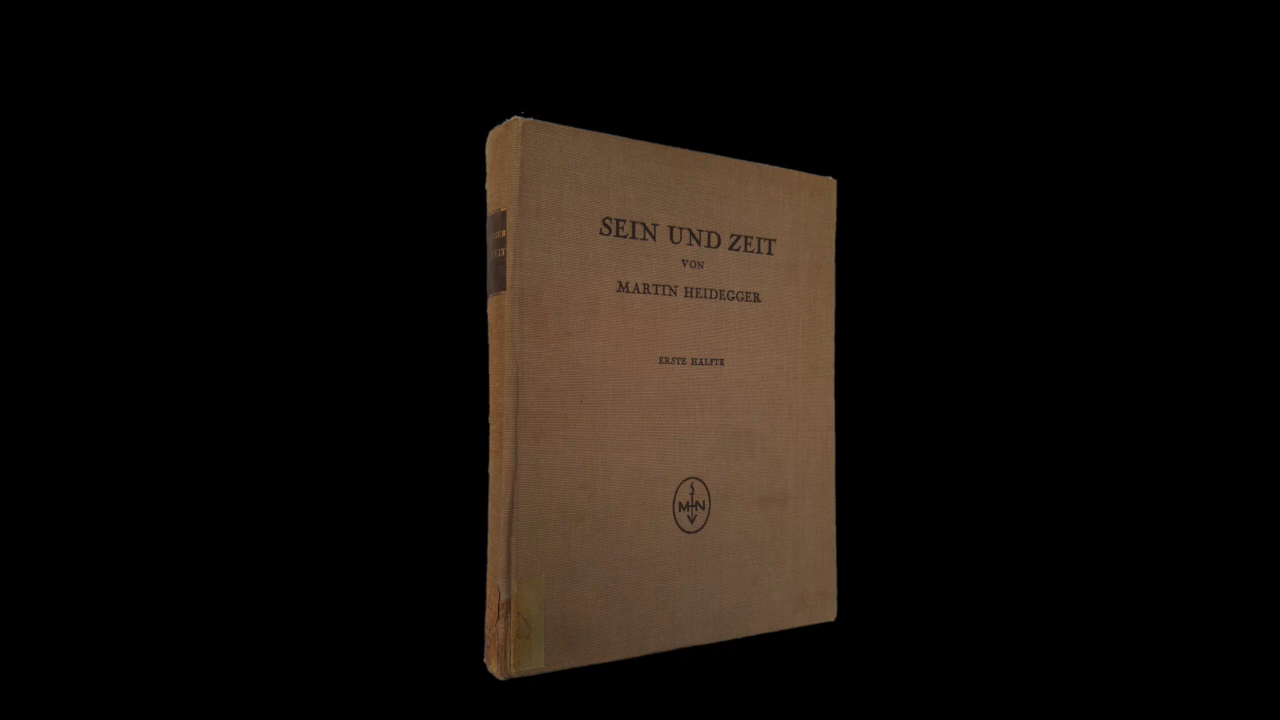 SEIN UND ZEIT
VON
MARTIN HEIDEGGER
ERSTE HÄLFTE
M N